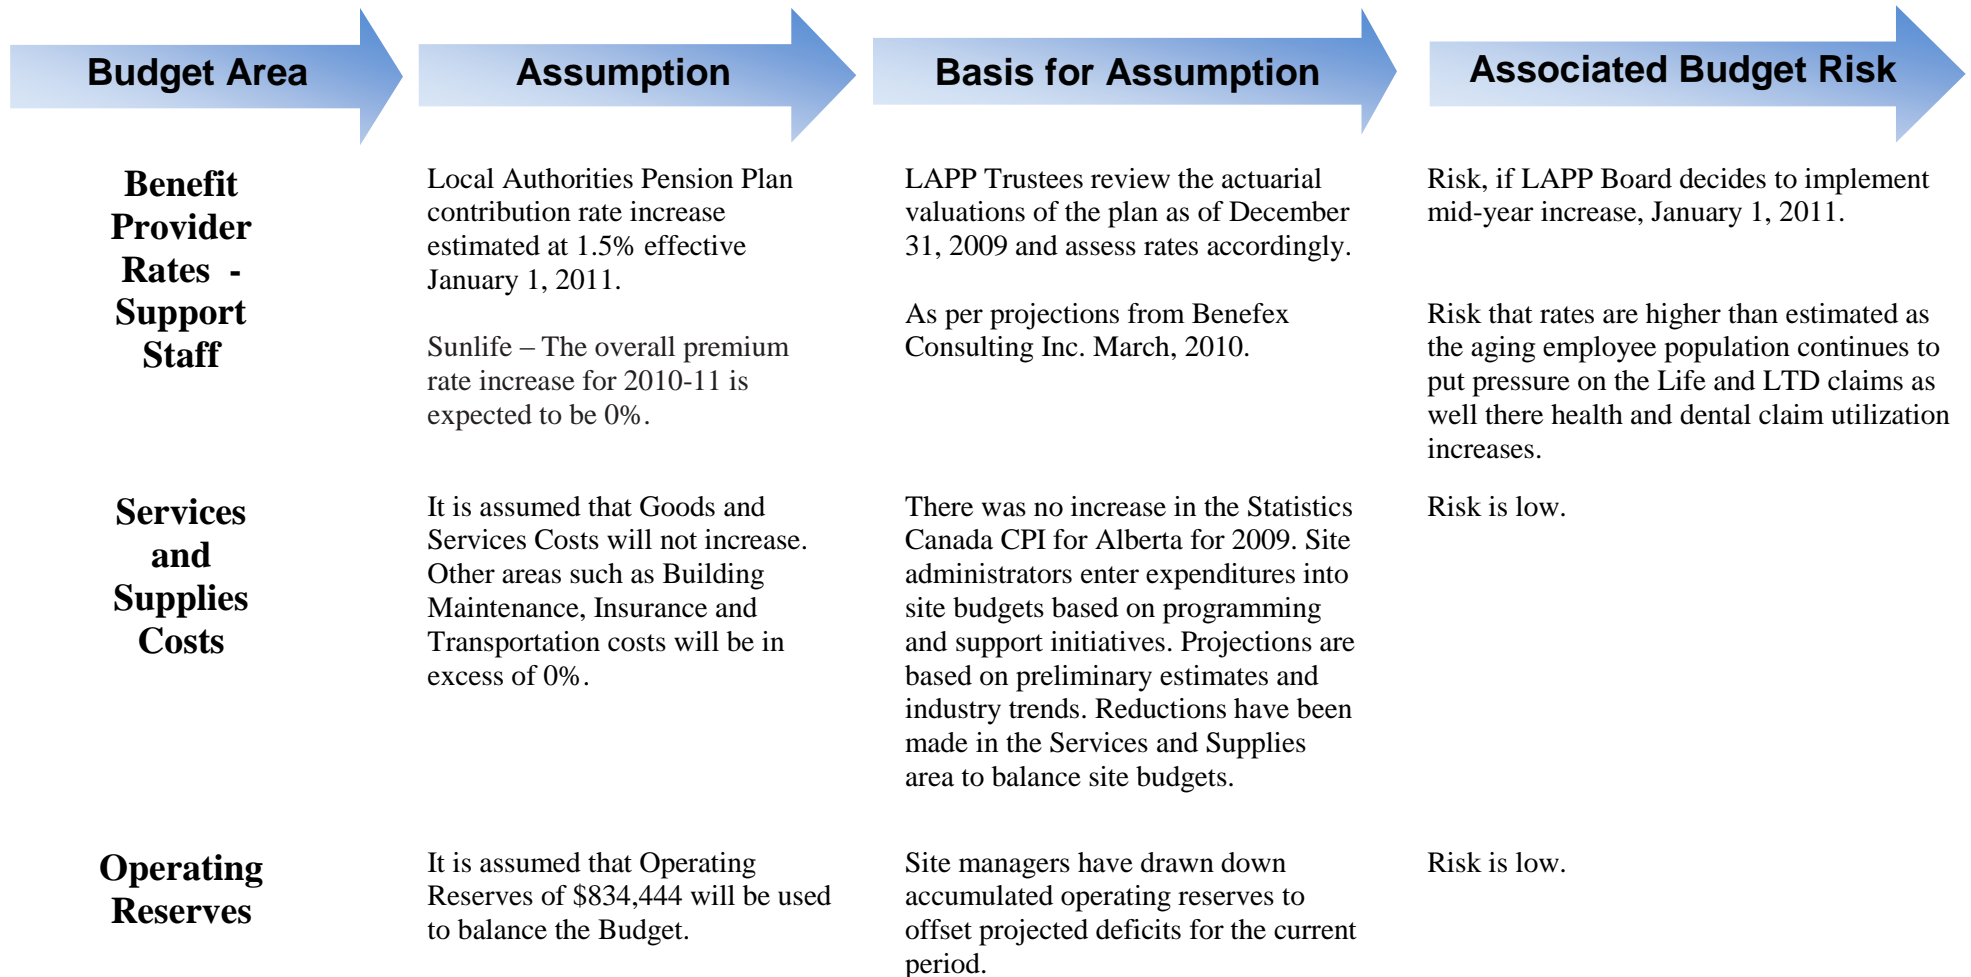 Budget Area
Assumption
Basis for Assumption
Associated Budget Risk
Benefit
Provider
Rates -
Support
Staff
Local Authorities Pension Plan
contribution rate increase
estimated at 1.5% effective
January 1, 2011.
Sunlife – The overall premium
rate increase for 2010-11 is
expected to be 0%.
LAPP Trustees review the actuarial
valuations of the plan as of December
31, 2009 and assess rates accordingly.
As per projections from Benefex
Consulting Inc. March, 2010.
Risk, if LAPP Board decides to implement
mid-year increase, January 1, 2011.
Risk that rates are higher than estimated as
the aging employee population continues to
put pressure on the Life and LTD claims as
well there health and dental claim utilization
increases.
Services
and
Supplies
Costs
It is assumed that Goods and
Services Costs will not increase.
Other areas such as Building
Maintenance, Insurance and
Transportation costs will be in
excess of 0%.
There was no increase in the Statistics
Canada CPI for Alberta for 2009. Site
administrators enter expenditures into
site budgets based on programming
and support initiatives. Projections are
based on preliminary estimates and
industry trends. Reductions have been
made in the Services and Supplies
area to balance site budgets.
Risk is low.
Operating
Reserves
It is assumed that Operating
Reserves of $834,444 will be used
to balance the Budget.
Site managers have drawn down
accumulated operating reserves to
offset projected deficits for the current
period.
Risk is low.